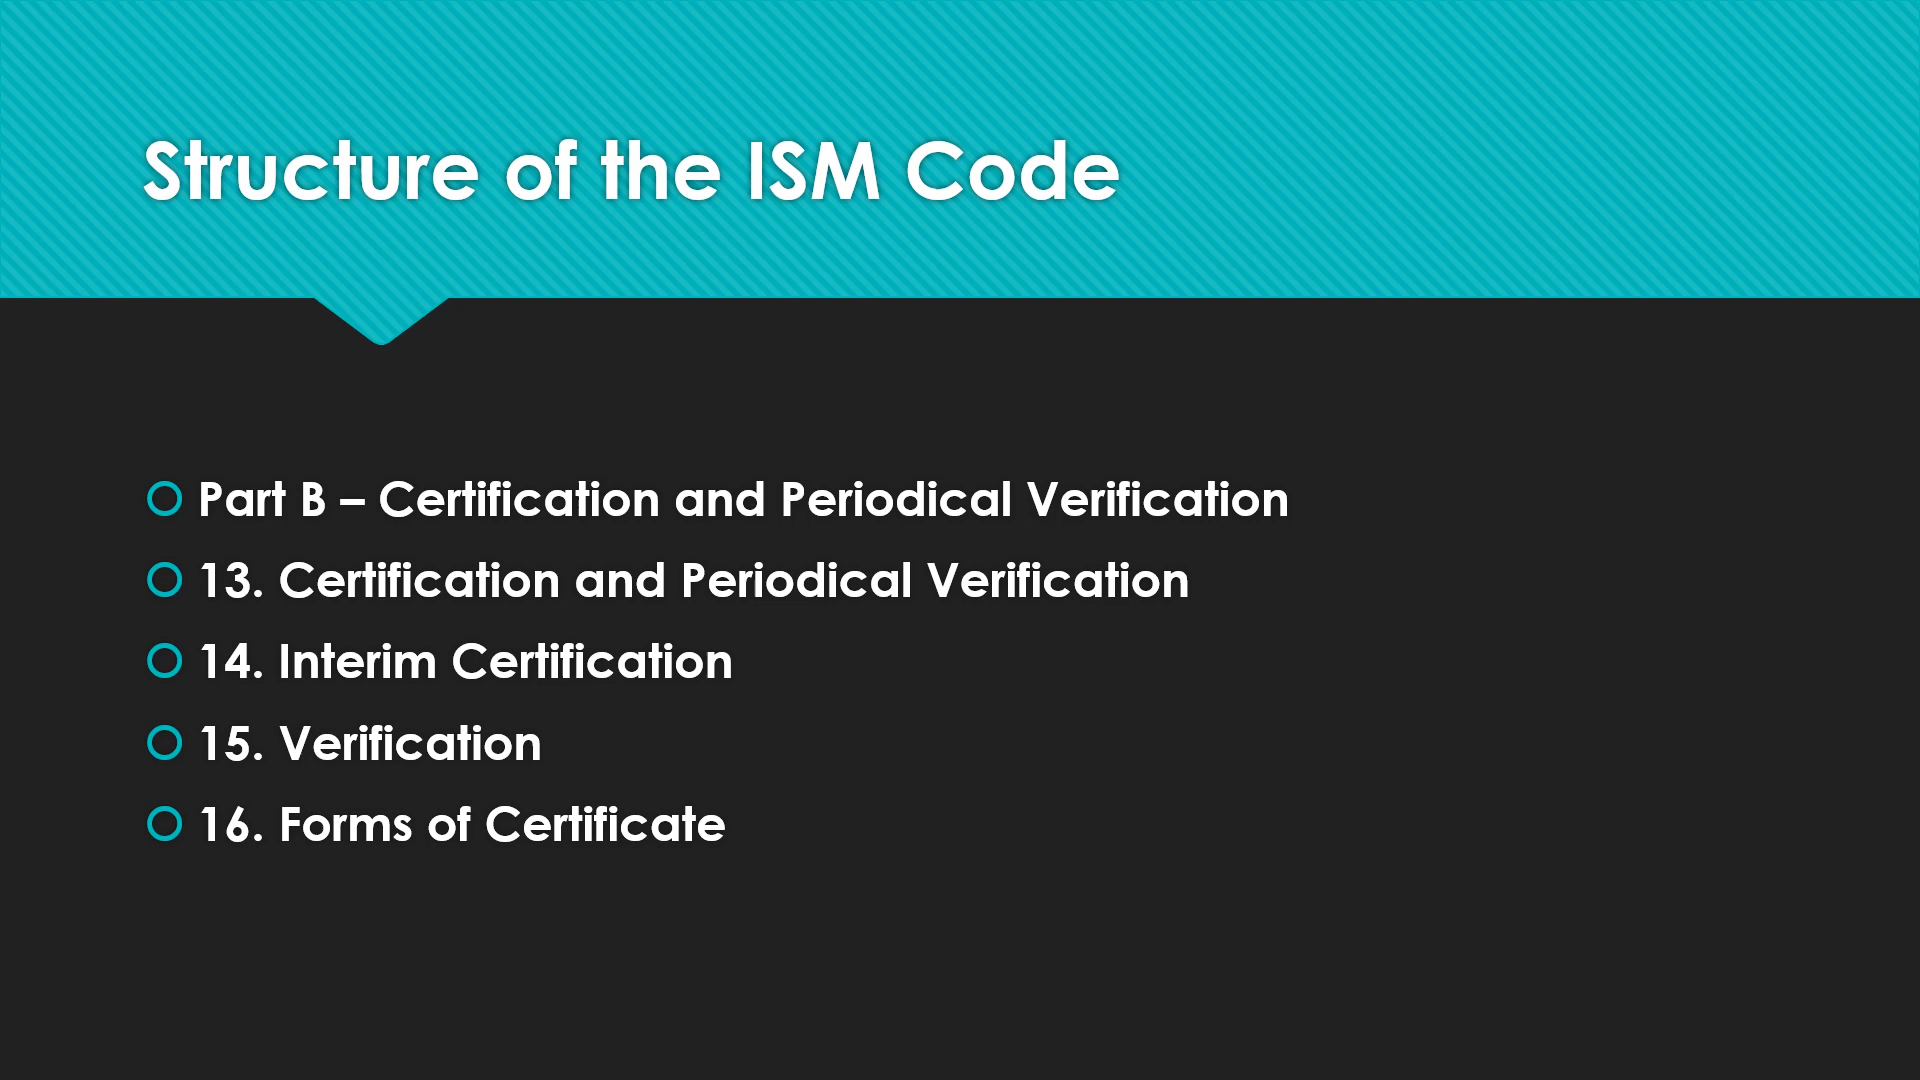 Structure of the ISM Code
Part B – Certification and Periodical Verification
13. Certification and Periodical Verification
14. Interim Certification
15. Verification
16. Forms of Certificate